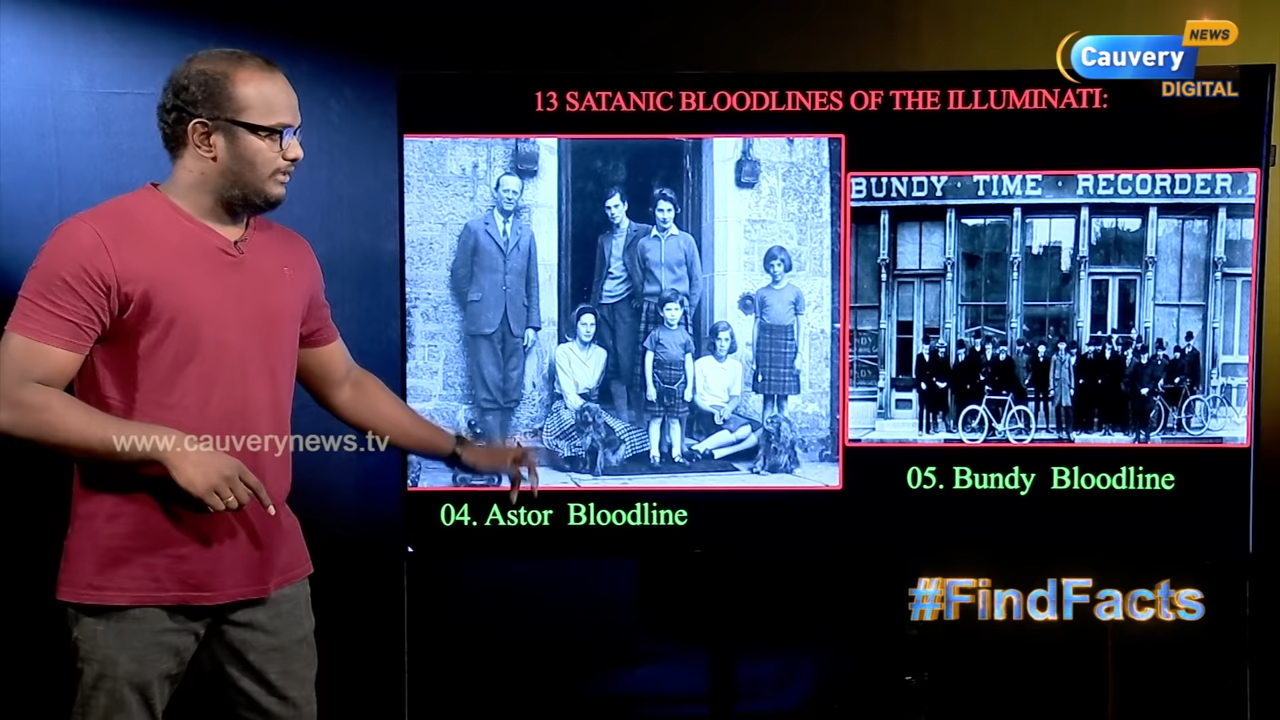 NEWS
Cauvery
DIGITAL
13 SATANIC BLOODLINES OF THE ILLUMINATI:
BUNDY · TIME · RECORDER.
www.cauverynews.tv
04. Astor Bloodline
05. Bundy Bloodline
#FindFacts